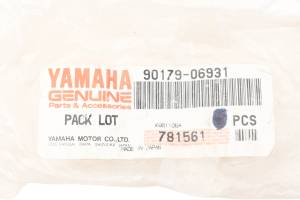 YAMAHA 90179-06931
GENUINE
Parts & Accessories
PACK LOT PCS
YAMAHA MOTOR CO., LTD. 781561
MADE IN JAPAN